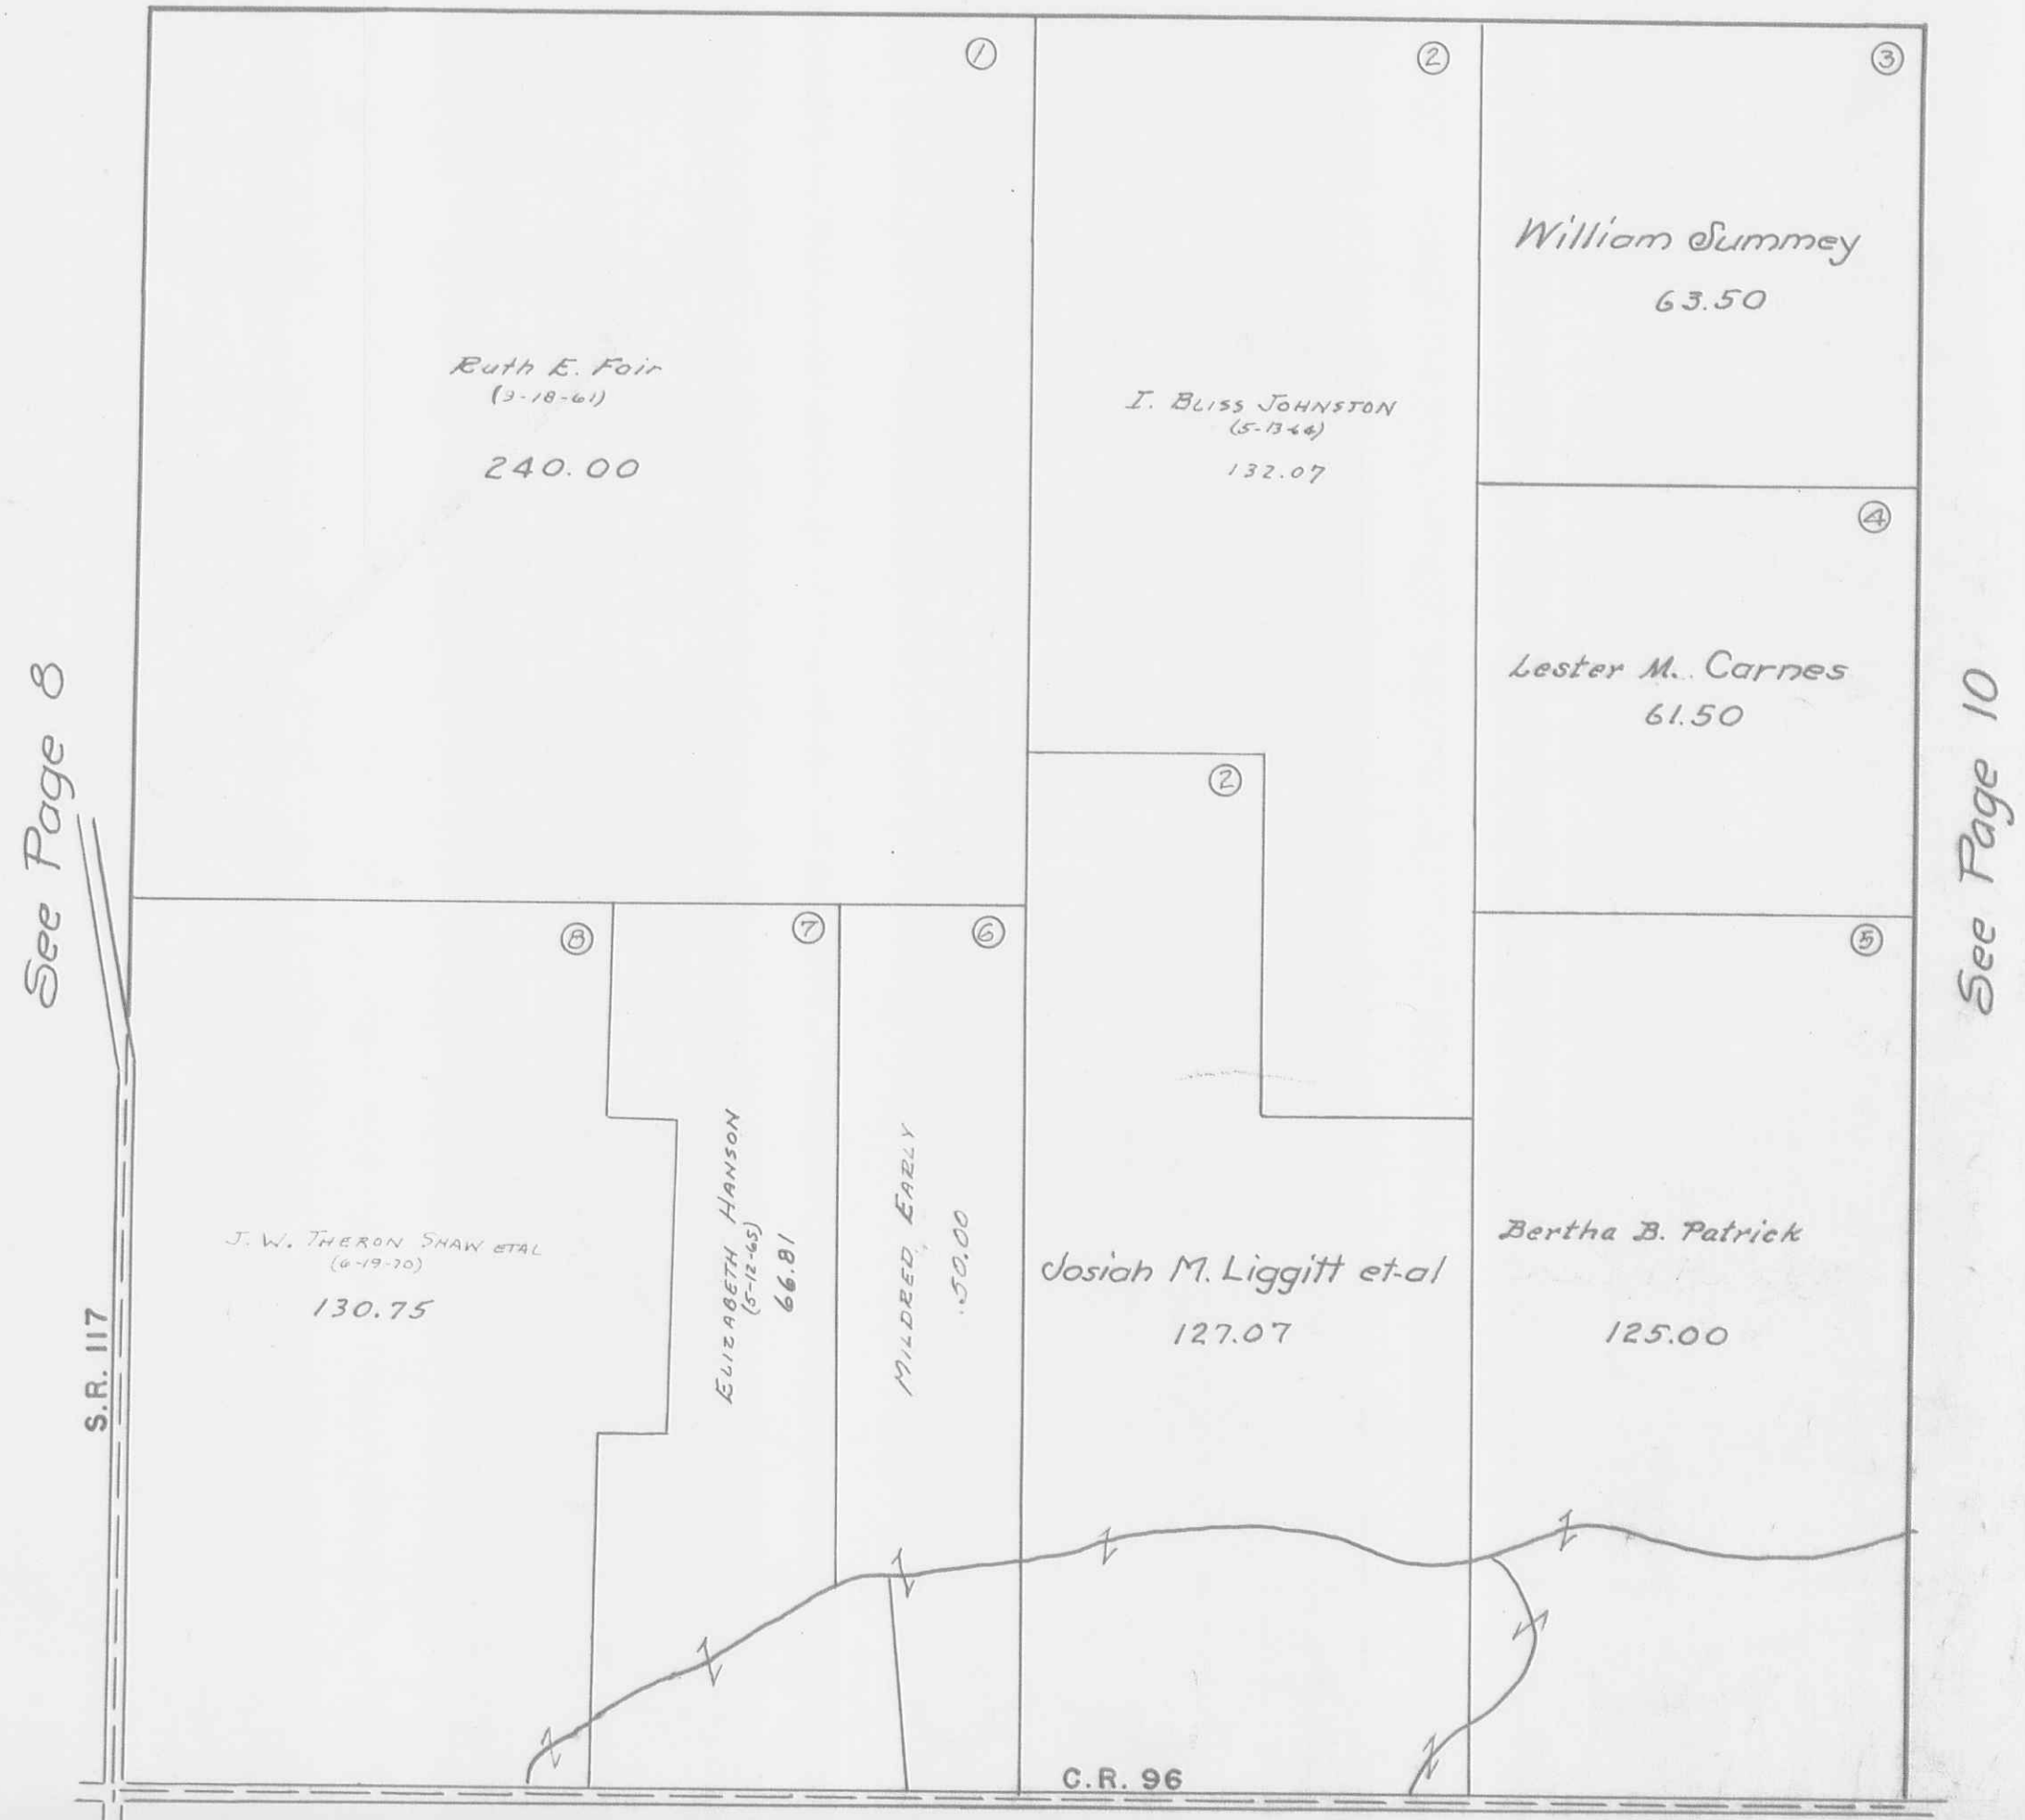 ①
②
③
William Summey
63.50
Ruth E. Fair
(3-18-61)
240.00
I. BLISS JOHNSTON
(5-13-64)
132.07
④
Lester M. Carnes
61.50
See Page 8
See Page 10
②
⑧
⑦
⑥
⑤
J. W. THERON SHAW ETAL
(6-19-70)
130.75
ELIZABETH HANSON
(5-12-65)
66.81
MILDRED EARLY
50.00
Josiah M. Liggitt et-al
127.07
Bertha B. Patrick
125.00
S.R. 117
C.R. 96